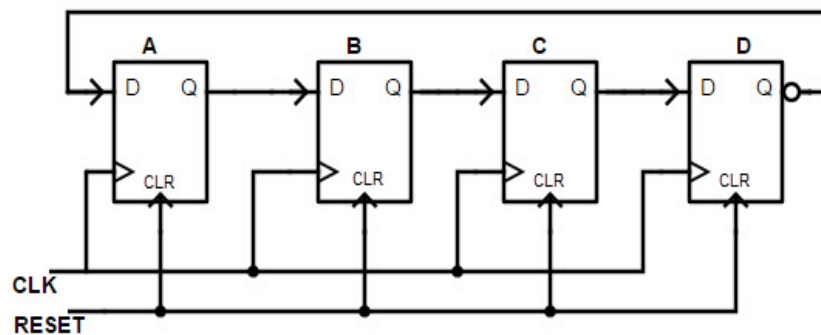 A B C D
D Q D Q D Q D Q
CLR CLR CLR CLR
CLK
RESET